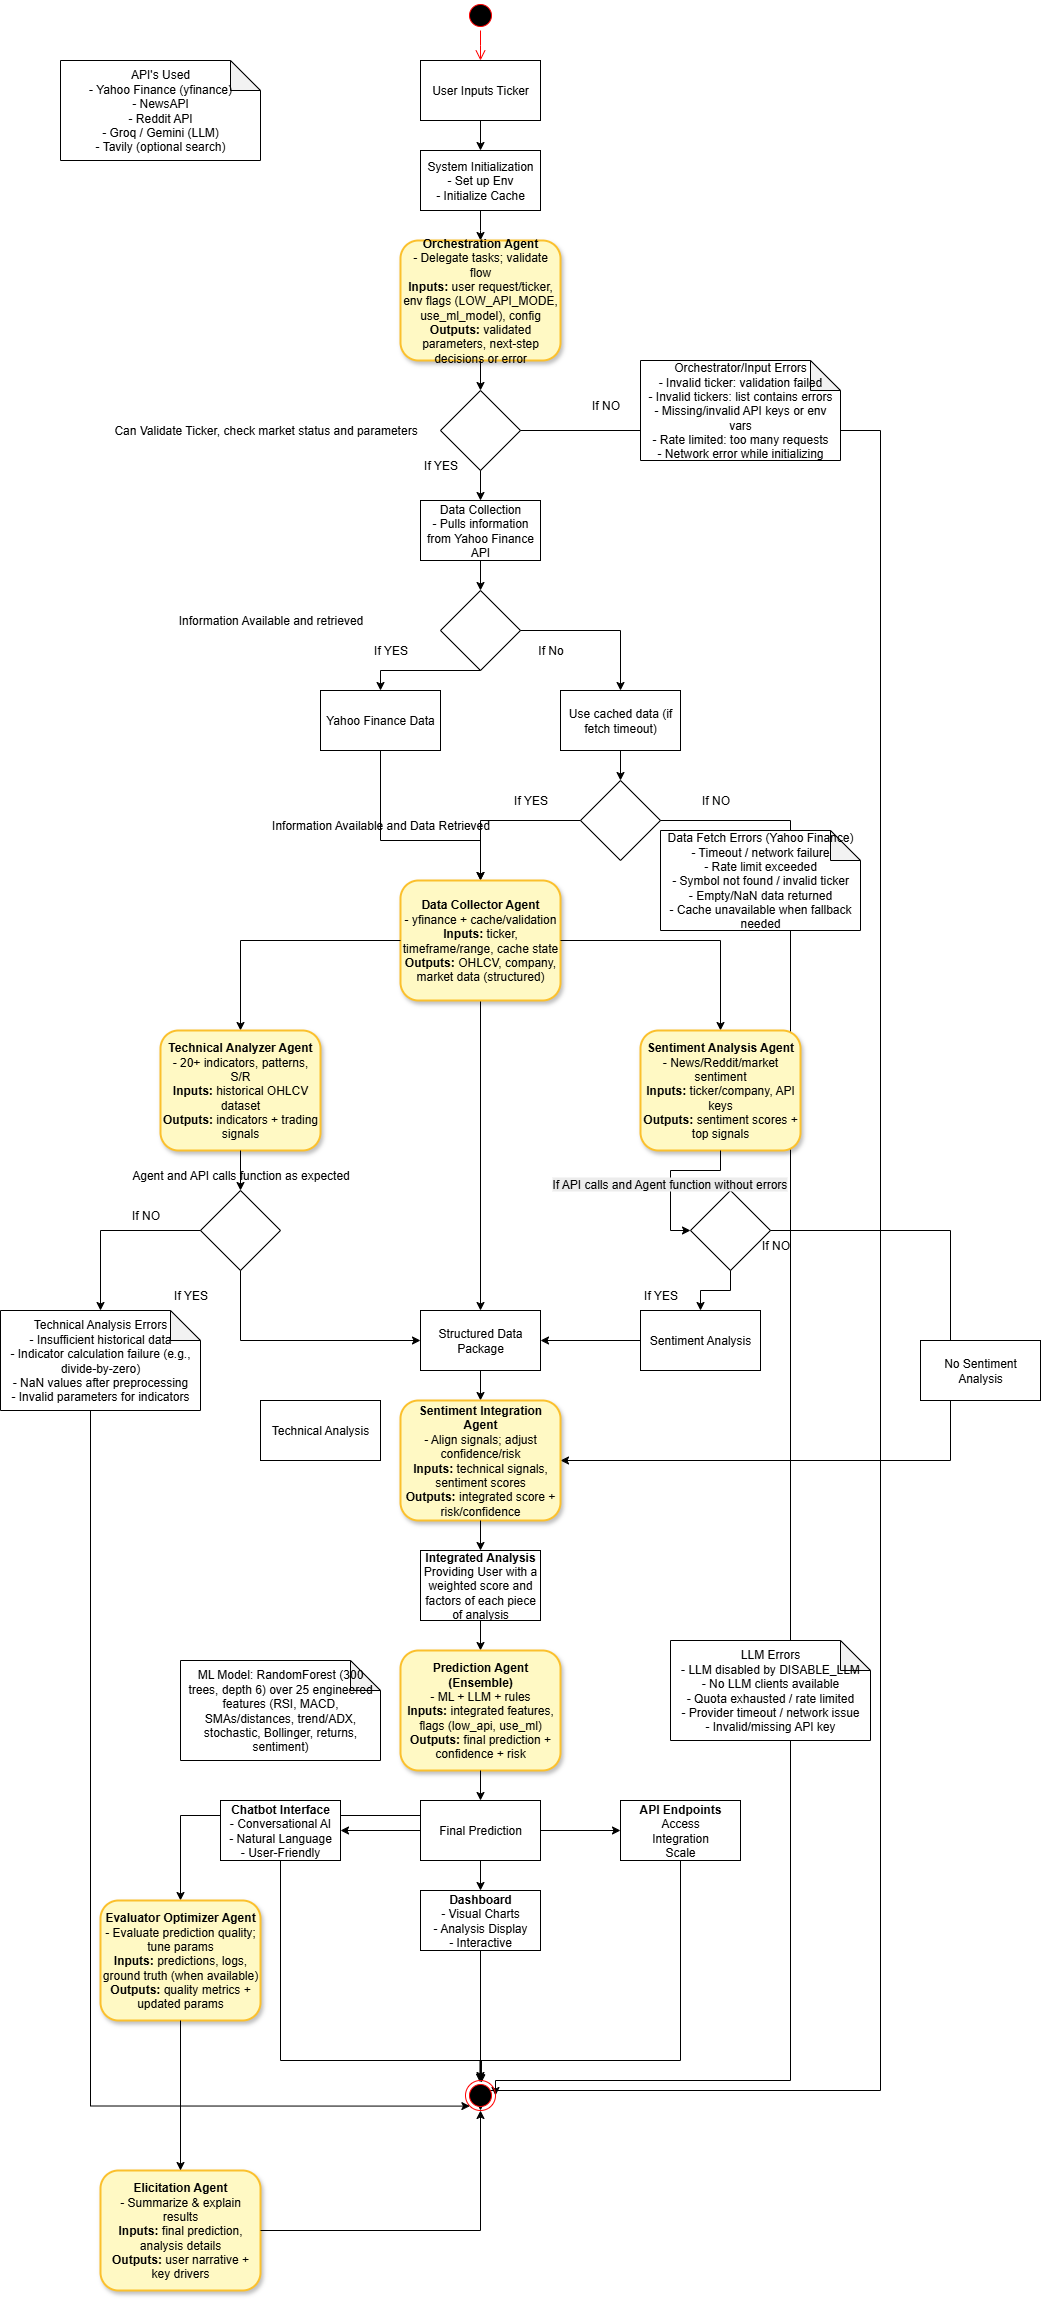 API's Used
- Yahoo Finance (yfinance)
- NewsAPI
- Reddit API
- Groq / Gemini (LLM)
- Tavily (optional search)
User Inputs Ticker
System Initialization
- Set up Env
- Initialize Cache
Orchestration Agent
- Delegate tasks; validate
flow
Inputs: user request/ticker,
env flags (LOW_API_MODE,
use_ml_model), config
Outputs: validated
parameters, next-step
decisions or error
Orchestrator/Input Errors
- Invalid ticker: validation failed
- Invalid tickers: list contains errors
- Missing/invalid API keys or env
vars
- Rate limited: too many requests
- Network error while initializing
If NO
Can Validate Ticker, check market status and parameters
If YES
Data Collection
- Pulls information
from Yahoo Finance
API
Information Available and retrieved
If YES
If No
Yahoo Finance Data
Use cached data (if
fetch timeout)
If YES
If NO
Information Available and Data Retrieved
Data Fetch Errors (Yahoo Finance)
- Timeout / network failure
- Rate limit exceeded
- Symbol not found / invalid ticker
- Empty/NaN data returned
- Cache unavailable when fallback
needed
Data Collector Agent
- yfinance + cache/validation
Inputs: ticker,
timeframe/range, cache state
Outputs: OHLCV, company,
market data (structured)
Technical Analyzer Agent
- 20+ indicators, patterns,
S/R
Inputs: historical OHLCV
dataset
Outputs: indicators + trading
signals
Sentiment Analysis Agent
- News/Reddit/market
sentiment
Inputs: ticker/company, API
keys
Outputs: sentiment scores +
top signals
Agent and API calls function as expected
If API calls and Agent function without errors
If NO
If NO
If YES
If YES
Technical Analysis Errors
- Insufficient historical data
- Indicator calculation failure (e.g.,
divide-by-zero)
- NaN values after preprocessing
- Invalid parameters for indicators
Structured Data
Package
Sentiment Analysis
No Sentiment
Analysis
Technical Analysis
Sentiment Integration
Agent
- Align signals; adjust
confidence/risk
Inputs: technical signals,
sentiment scores
Outputs: integrated score +
risk/confidence
Integrated Analysis
Providing User with a
weighted score and
factors of each piece
of analysis
ML Model: RandomForest (300
trees, depth 6) over 25 engineered
features (RSI, MACD,
SMAs/distances, trend/ADX,
stochastic, Bollinger, returns,
sentiment)
Prediction Agent
(Ensemble)
- ML + LLM + rules
Inputs: integrated features,
flags (low_api, use_ml)
Outputs: final prediction +
confidence + risk
LLM Errors
- LLM disabled by DISABLE_LLM
- No LLM clients available
- Quota exhausted / rate limited
- Provider timeout / network issue
- Invalid/missing API key
Chatbot Interface
- Conversational AI
- Natural Language
- User-Friendly
Final Prediction
API Endpoints
Access
Integration
Scale
Dashboard
- Visual Charts
- Analysis Display
- Interactive
Evaluator Optimizer Agent
- Evaluate prediction quality;
tune params
Inputs: predictions, logs,
ground truth (when available)
Outputs: quality metrics +
updated params
Elicitation Agent
- Summarize & explain
results
Inputs: final prediction,
analysis details
Outputs: user narrative +
key drivers